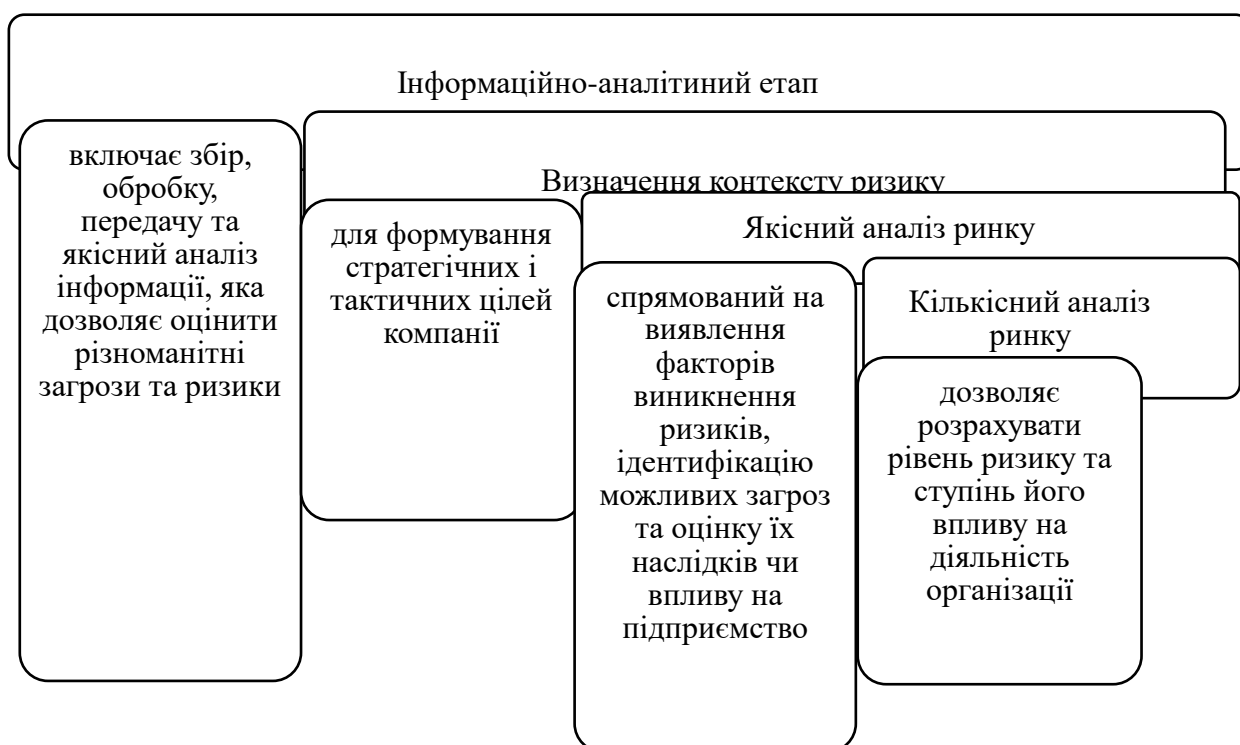 Інформаційно-аналітиний етап
включає збір,
обробку,
передачу та
якісний аналіз
інформації, яка
дозволяє оцінити
різноманітні
загрози та ризики
Визначення контексту ризику
для формування
стратегічних і
тактичних цілей
компанії
Якісний аналіз ринку
спрямований на
виявлення
факторів
виникнення
ризиків,
ідентифікацію
можливих загроз
та оцінку їх
наслідків чи
впливу на
підприємство
Кількісний аналіз
ринку
дозволяє
розрахувати
рівень ризику та
ступінь його
впливу на
діяльність
організації